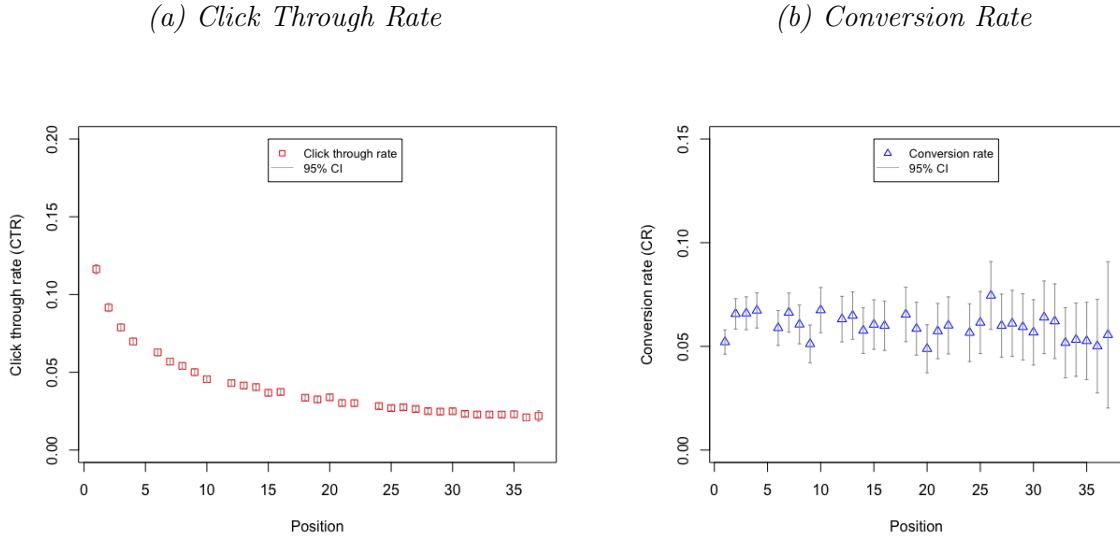 (a) Click Through Rate
(b) Conversion Rate
Click through rate (CTR)
0.20
0.15
0.10
0.05
0.00
Click through rate
95% CI
0 5 10 15 20 25 30 35
Position
Conversion rate (CR)
0.15
0.10
0.05
0.00
Conversion rate
95% CI
0 5 10 15 20 25 30 35
Position